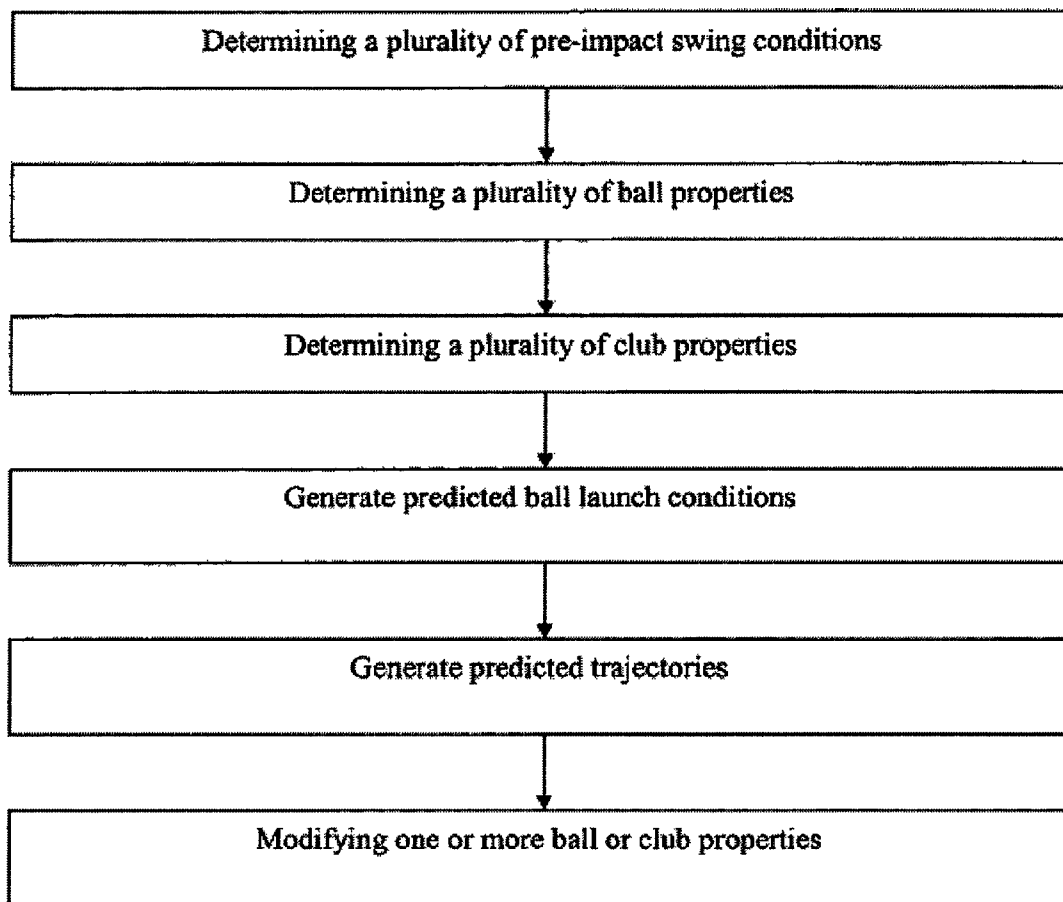 Determining a plurality of pre-impact swing conditions
Determining a plurality of ball properties
Determining a plurality of club properties
Generate predicted ball launch conditions
Generate predicted trajectories
Modifying one or more ball or club properties